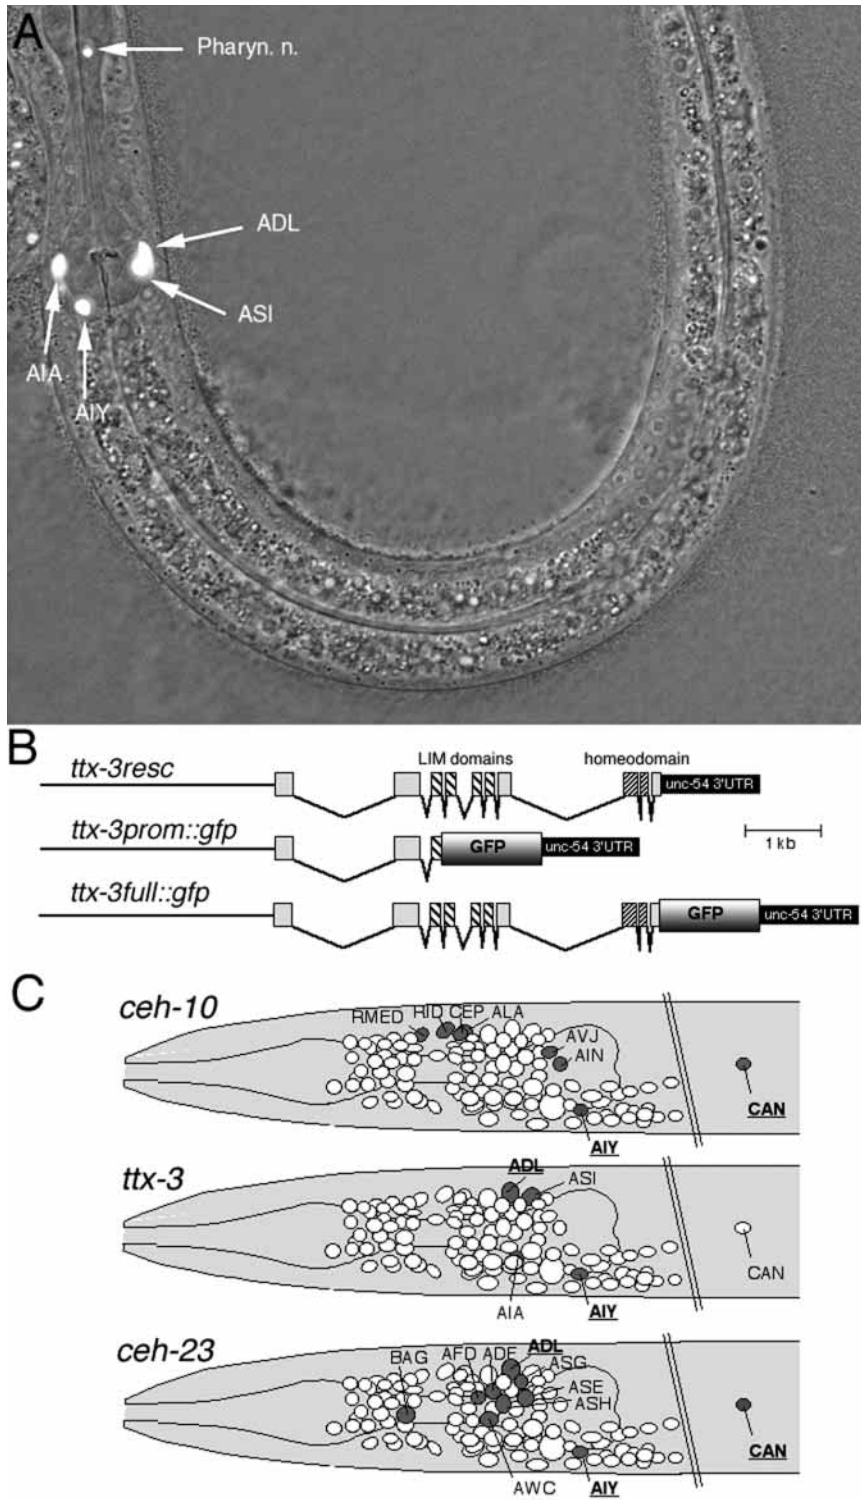 A
Pharyn. n.
ADL
ASI
AIA
AIY
B
LIM domains homeodomain
ttx-3resc
unc-54 3'UTR
ttx-3prom::gfp
GFP unc-54 3'UTR
1 kb
ttx-3full::gfp
GFP unc-54 3'UTR
C
ceh-10
RMED RID CEP ALA
AVJ
AIN
CAN
AIY
ttx-3
ADL
ASI
CAN
AIA AIY
ceh-23
BAG AFD ADF ADL
ASG
ASE
ASH
CAN
AWC AIY